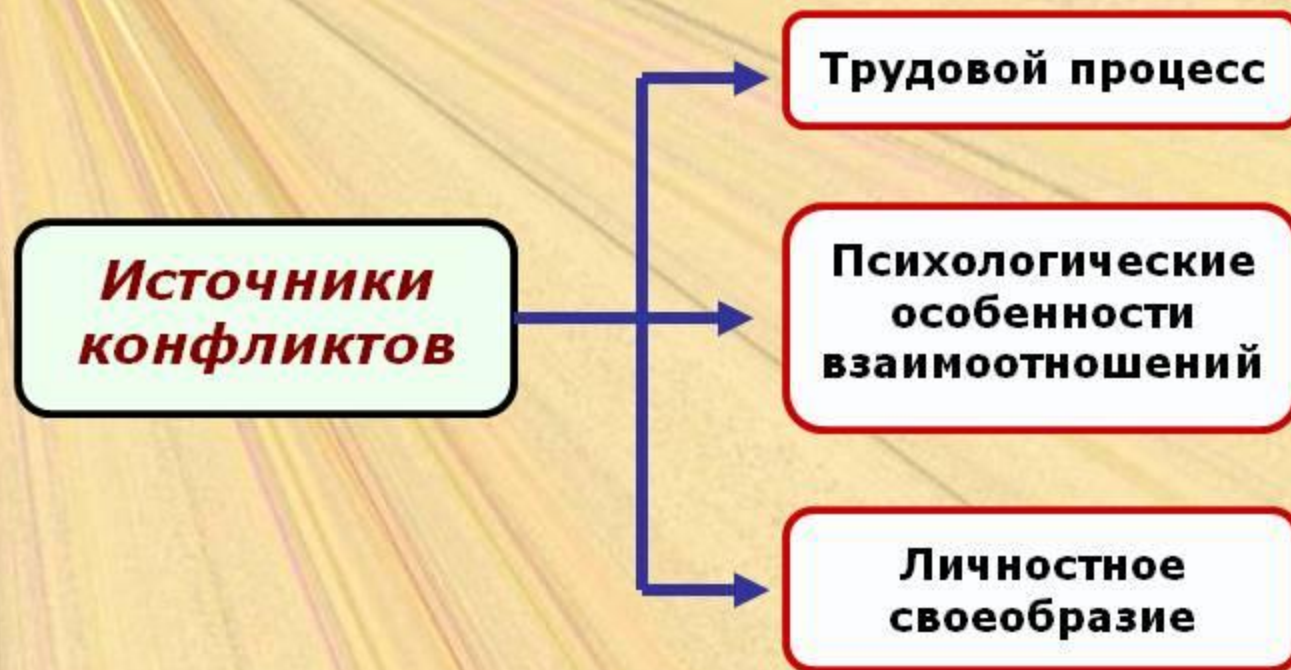 Источники
конфликтов
Трудовой процесс
Психологические
особенности
взаимоотношений
Личностное
своеобразие